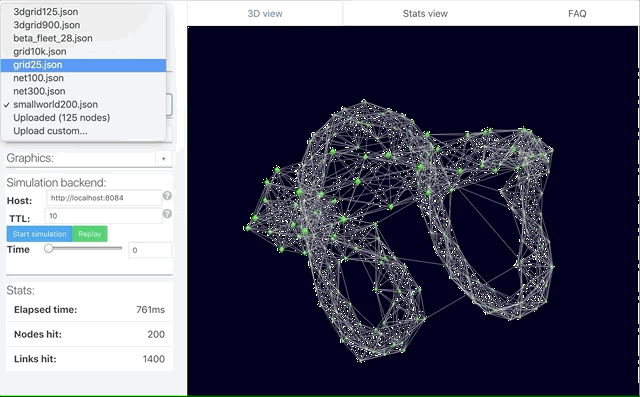 3dgrid125.json
3dgrid900.json
beta_fleet_28.json
grid10k.json
grid25.json
net100.json
net300.json
✓ smallworld200.json
Uploaded (125 nodes)
Upload custom...
3D view
Stats view
FAQ
Graphics: +
Simulation backend:
Host: http://localhost:8084 ?
TTL: 10 ?
Start simulation Replay
Time 0
Stats:
Elapsed time: 761ms
Nodes hit: 200
Links hit: 1400